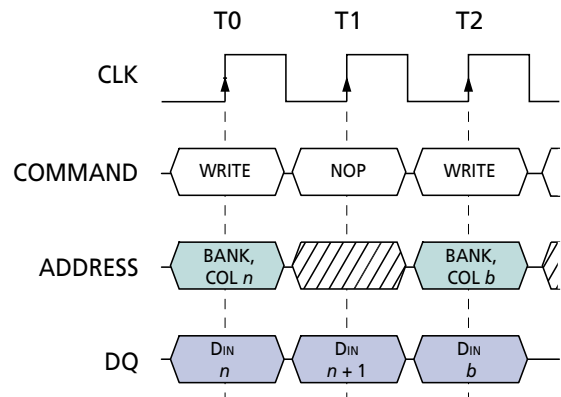 T0 T1 T2
CLK
COMMAND WRITE NOP WRITE
ADDRESS BANK, COL n BANK, COL b
DQ DIN n DIN n + 1 DIN b